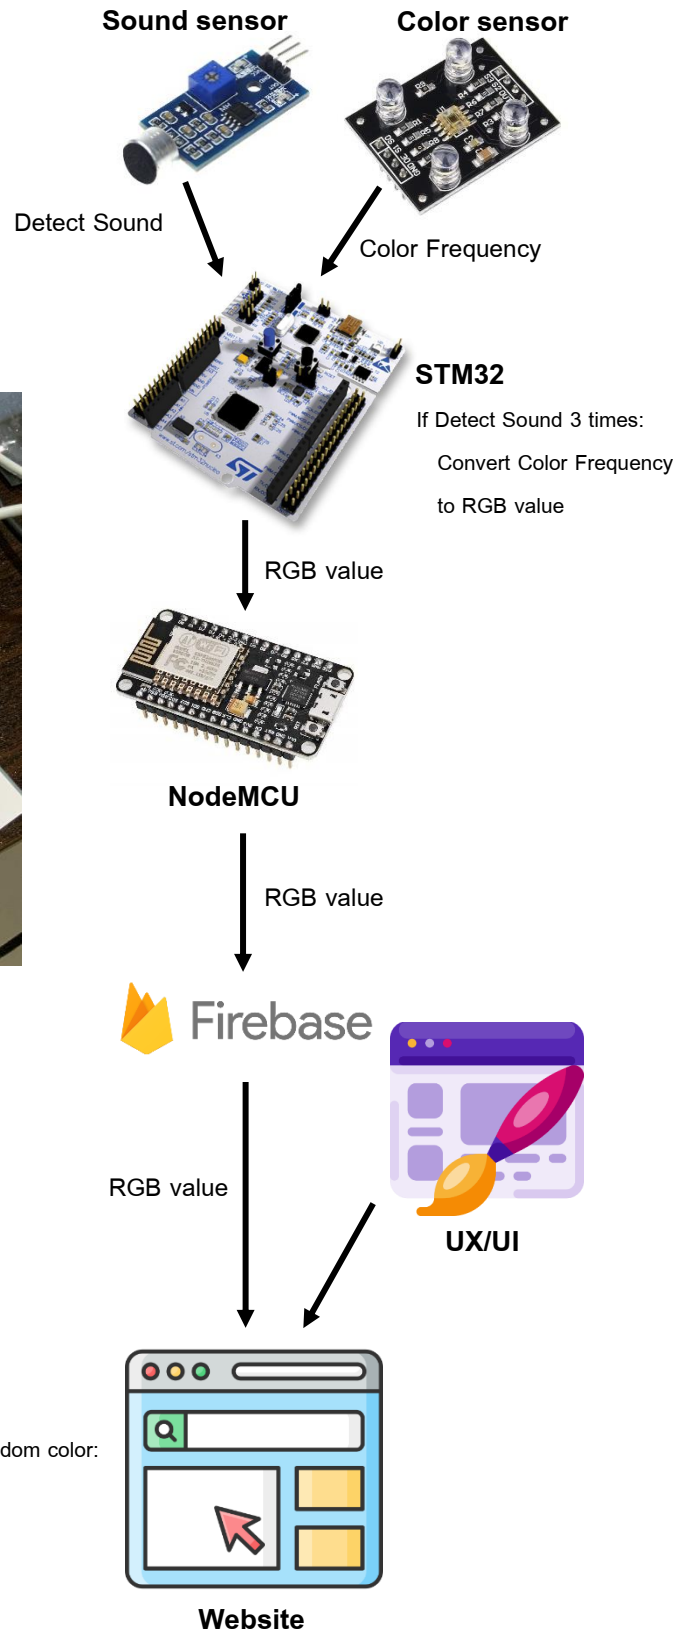 Sound sensor
Color sensor
Detect Sound
Color Frequency
STM32
If Detect Sound 3 times:
Convert Color Frequency
to RGB value
RGB value
NodeMCU
RGB value
Firebase
RGB value
UX/UI
dom color:
Website